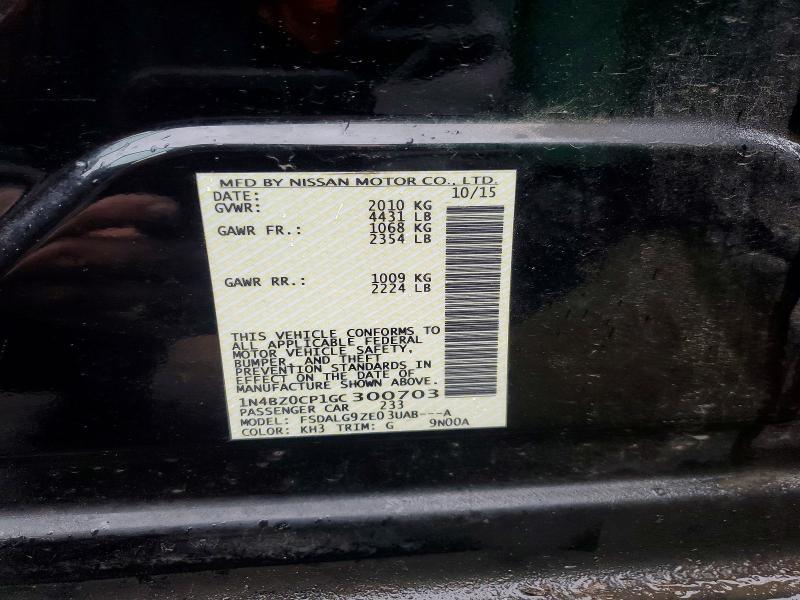 MFD BY NISSAN MOTOR CO., LTD.
DATE: 10/15
GVWR: 2010 KG
4431 LB
GAWR FR.: 1068 KG
2354 LB
GAWR RR.: 1009 KG
2224 LB
THIS VEHICLE CONFORMS TO
ALL APPLICABLE FEDERAL
MOTOR VEHICLE SAFETY,
BUMPER, AND THEFT
PREVENTION STANDARDS IN
EFFECT ON THE DATE OF
MANUFACTURE SHOWN ABOVE.
1N4BZ0CP1GC300703
PASSENGER CAR 233
MODEL: FSDALG9ZE03UAB---A
COLOR: KH3 TRIM: G 9N00A